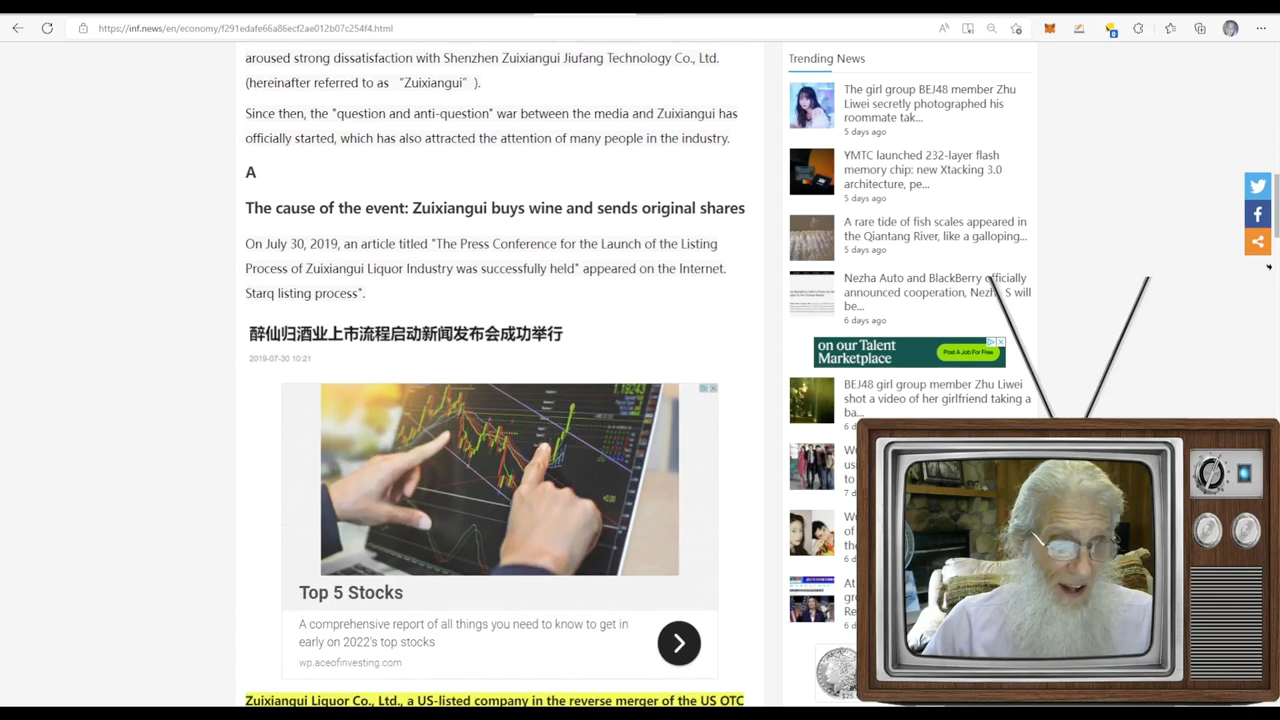 https://inf.news/en/economy/f291edafe66a86ecf2ae012b07c254f4.html
aroused strong dissatisfaction with Shenzhen Zuixiangui Jiufang Technology Co., Ltd.
(hereinafter referred to as “Zuixiangui” ).
Since then, the "question and anti-question" war between the media and Zuixiangui has
officially started, which has also attracted the attention of many people in the industry.
A
The cause of the event: Zuixiangui buys wine and sends original shares
On July 30, 2019, an article titled "The Press Conference for the Launch of the Listing
Process of Zuixiangui Liquor Industry was successfully held" appeared on the Internet.
Starq listing process".
醉仙归酒业上市流程启动新闻发布会成功举行
2019-07-30 10:21
Top 5 Stocks
A comprehensive report of all things you need to know to get in
early on 2022's top stocks
wp.aceofinvesting.com
Zuixiangui Liquor Co., Ltd., a US-listed company in the reverse merger of the US OTC
Trending News
The girl group BEJ48 member Zhu
Liwei secretly photographed his
roommate tak...
5 days ago
YMTC launched 232-layer flash
memory chip: new Xtacking 3.0
architecture, pe...
5 days ago
A rare tide of fish scales appeared in
the Qiantang River, like a galloping...
5 days ago
Nezha Auto and BlackBerry officially
announced cooperation, Nezha S will
be...
6 days ago
on our Talent
Marketplace
Post A Job For Free
BEJ48 girl group member Zhu Liwei
shot a video of her girlfriend taking a
ba...
6
7
6
6